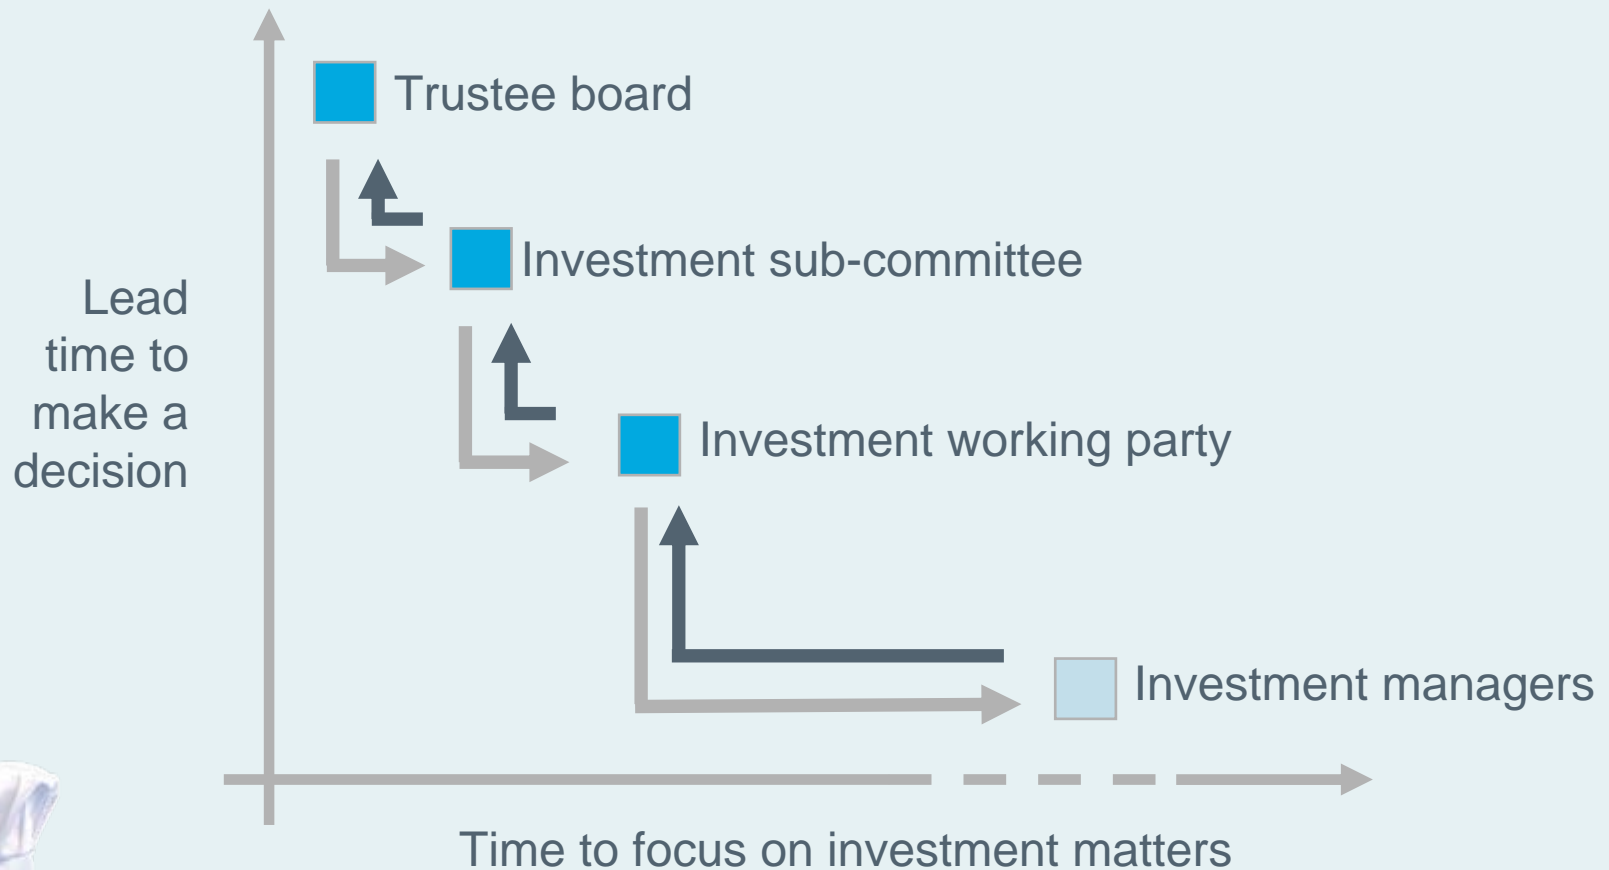 Trustee board
Investment sub-committee
Lead
time to
make a
decision
Investment working party
Investment managers
Time to focus on investment matters